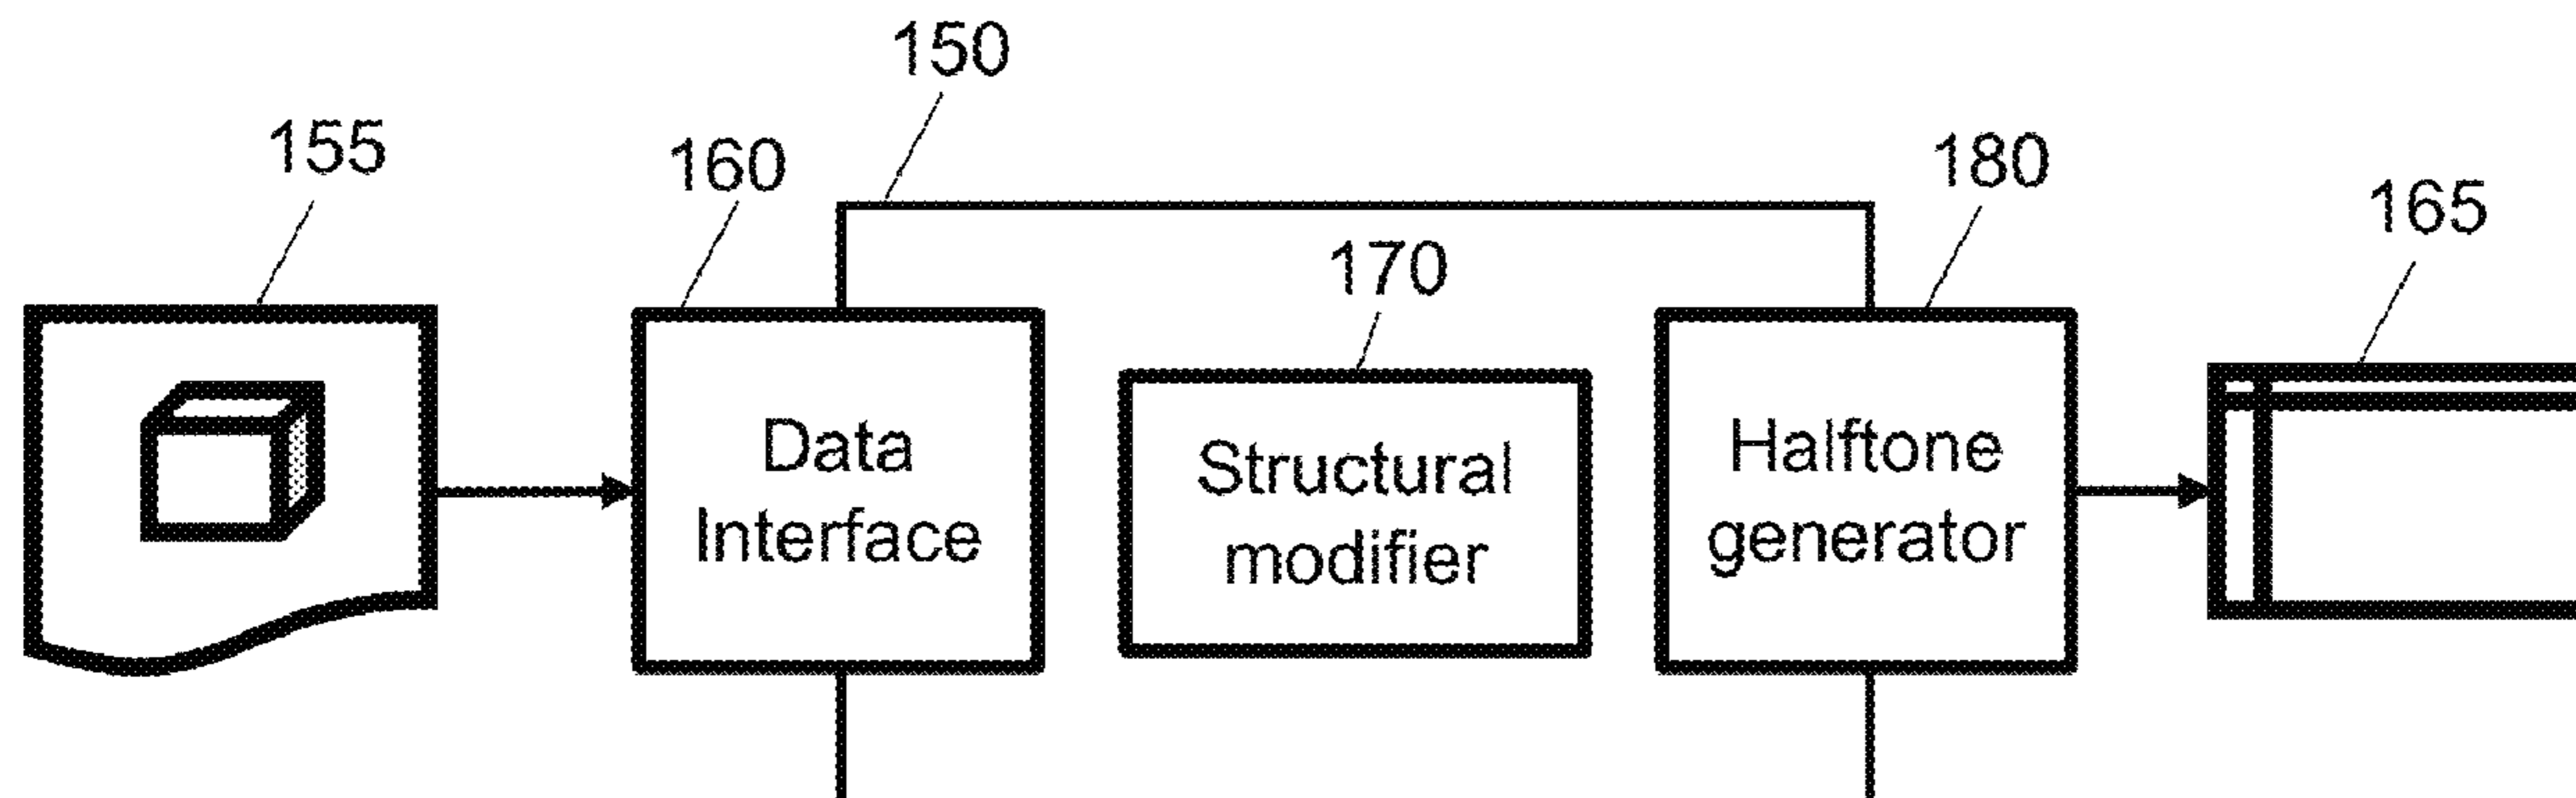 150
155
160
180
165
170
Data
Interface
Structural
modifier
Halftone
generator